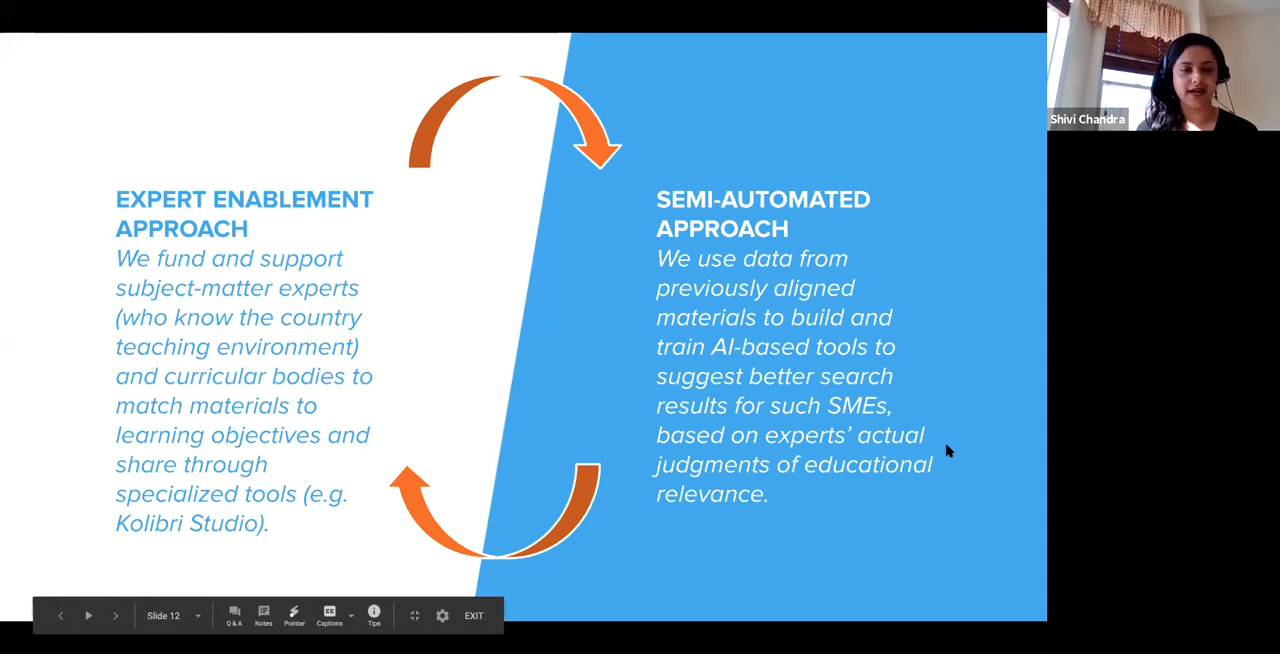 Shivi Chandra
EXPERT ENABLEMENT
APPROACH
We fund and support
subject-matter experts
(who know the country
teaching environment)
and curricular bodies to
match materials to
learning objectives and
share through
specialized tools (e.g.
Kolibri Studio).
SEMI-AUTOMATED
APPROACH
We use data from
previously aligned
materials to build and
train AI-based tools to
suggest better search
results for such SMEs,
based on experts’ actual
judgments of educational
relevance.
Slide 12
Q & A
Notes
Pointer
CC
Captions
Tips
EXIT